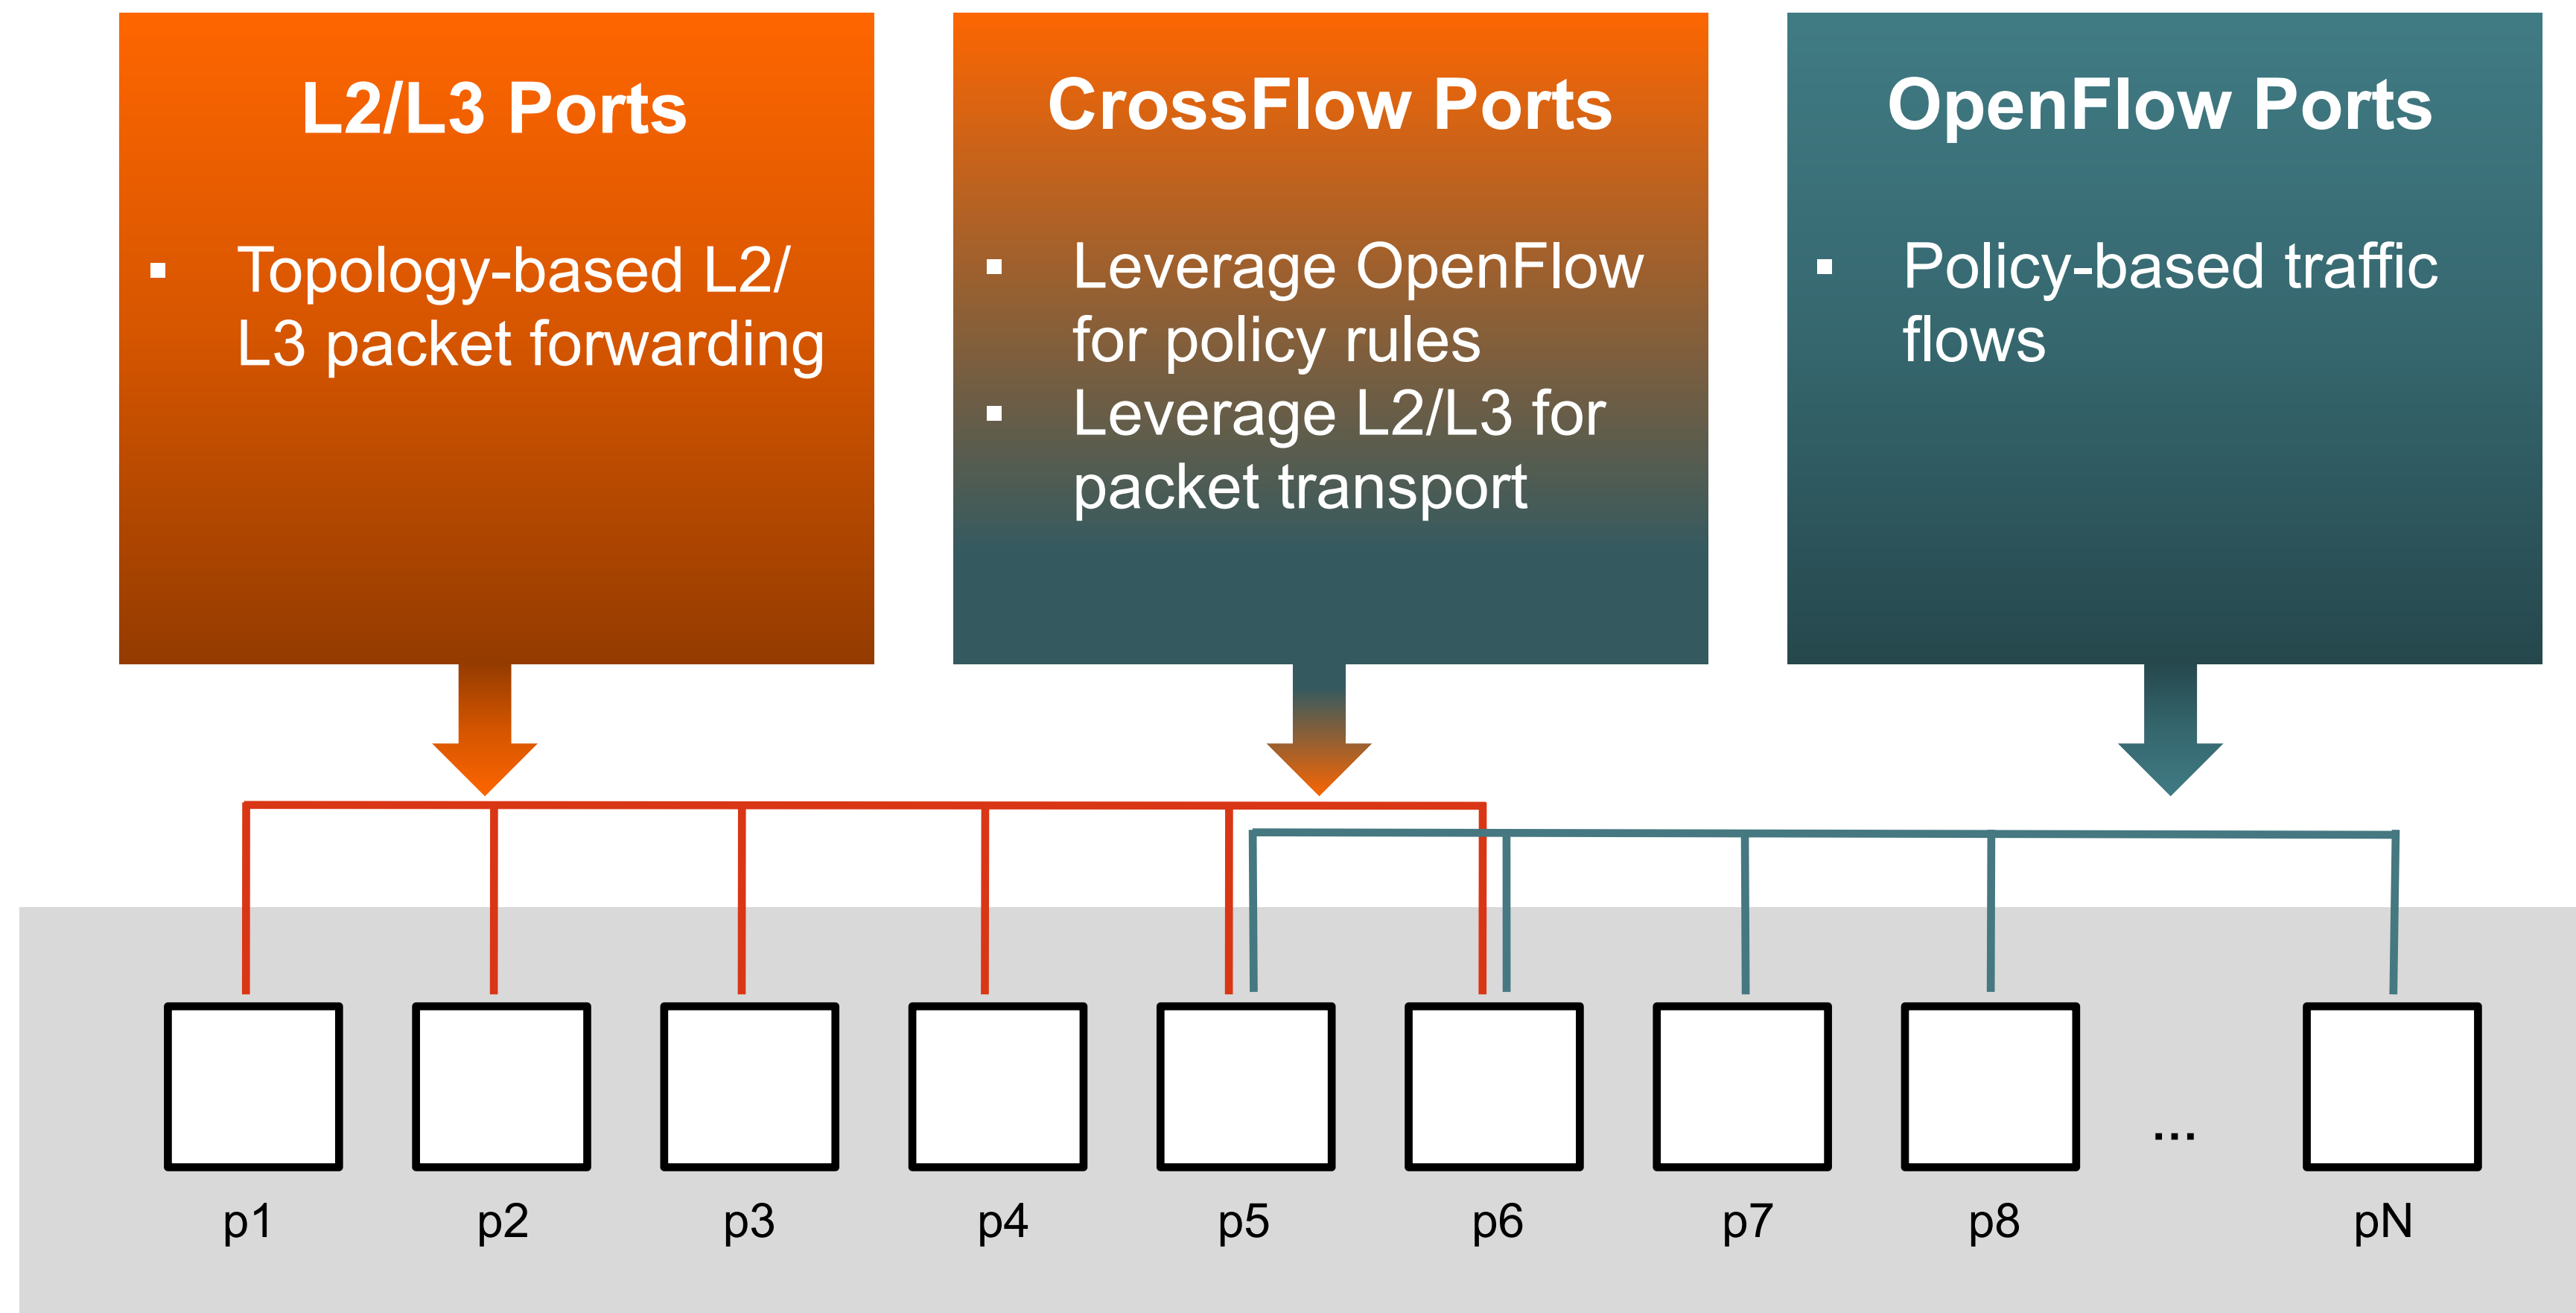 L2/L3 Ports
▪ Topology-based L2/
L3 packet forwarding
CrossFlow Ports
▪ Leverage OpenFlow
for policy rules
▪ Leverage L2/L3 for
packet transport
OpenFlow Ports
▪ Policy-based traffic
flows
...
p1 p2 p3 p4 p5 p6 p7 p8 pN